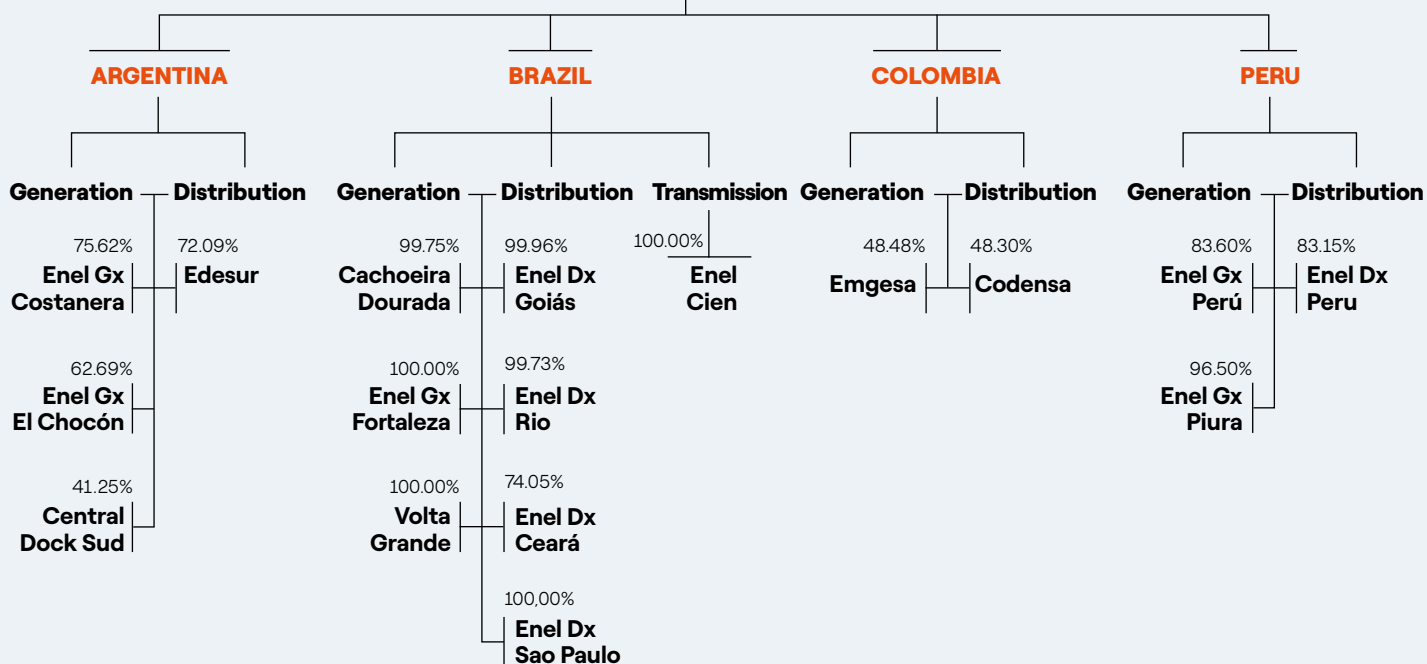 ARGENTINA
BRAZIL
COLOMBIA
PERU
Generation
Distribution
Generation
Distribution
Transmission
Generation
Distribution
Generation
Distribution
75.62%
Enel Gx
Costanera
72.09%
Edesur
62.69%
Enel Gx
El Chocón
41.25%
Central
Dock Sud
99.75%
Cachoeira
Dourada
99.96%
Enel Dx
Goiás
100.00%
Enel Gx
Fortaleza
99.73%
Enel Dx
Rio
100.00%
Volta
Grande
74.05%
Enel Dx
Ceará
100,00%
Enel Dx
Sao Paulo
100.00%
Enel
Cien
48.48%
Emgesa
48.30%
Codensa
83.60%
Enel Gx
Perú
83.15%
Enel Dx
Peru
96.50%
Enel Gx
Piura